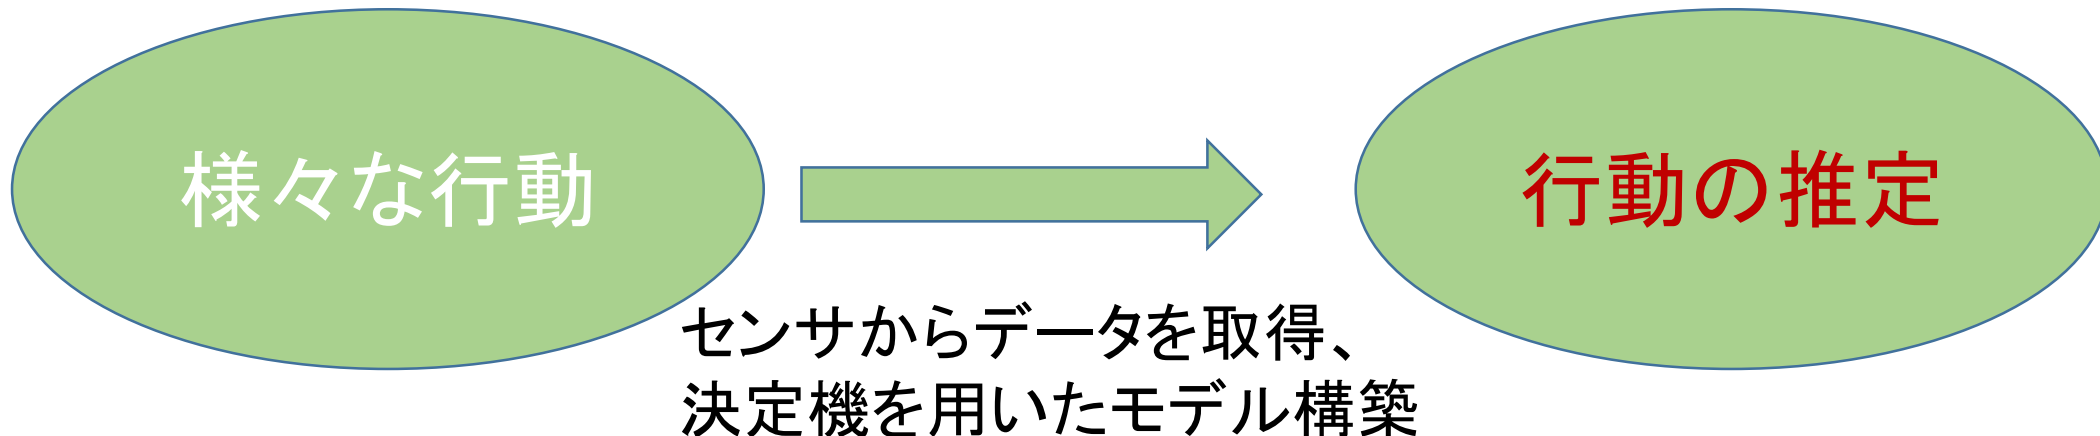 様々な行動
行動の推定
センサからデータを取得、
決定機を用いたモデル構築